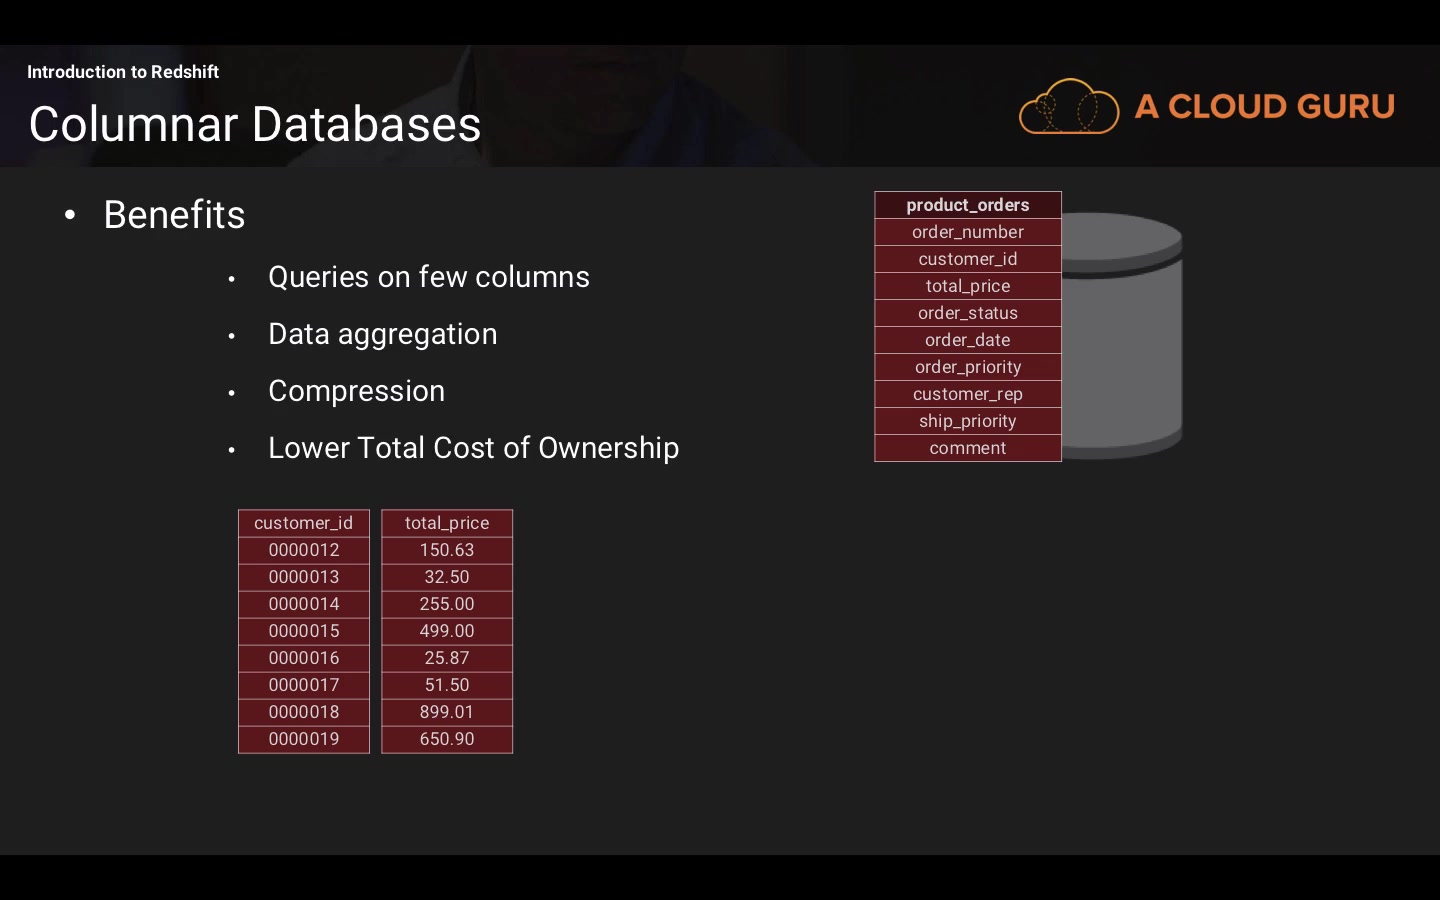 Introduction to Redshift
Columnar Databases
A CLOUD GURU
• Benefits
• Queries on few columns
• Data aggregation
• Compression
• Lower Total Cost of Ownership
product_orders
order_number
customer_id
total_price
order_status
order_date
order_priority
customer_rep
ship_priority
comment
customer_id total_price
0000012 150.63
0000013 32.50
0000014 255.00
0000015 499.00
0000016 25.87
0000017 51.50
0000018 899.01
0000019 650.90